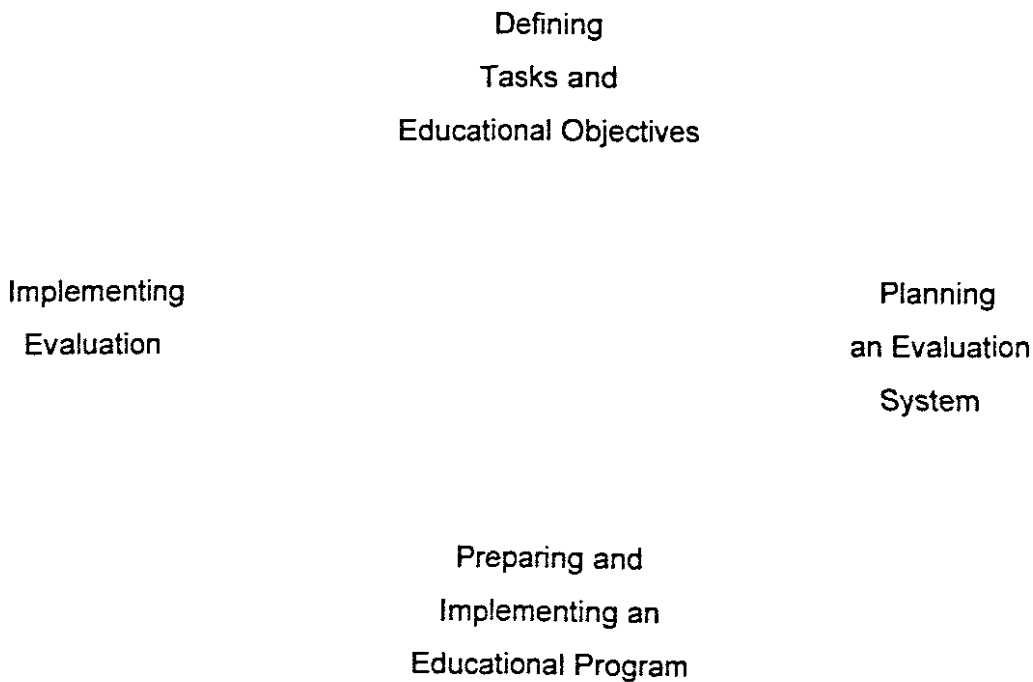 Defining
Tasks and
Educational Objectives
Implementing
Evaluation
Planning
an Evaluation
System
Preparing and
Implementing an
Educational Program